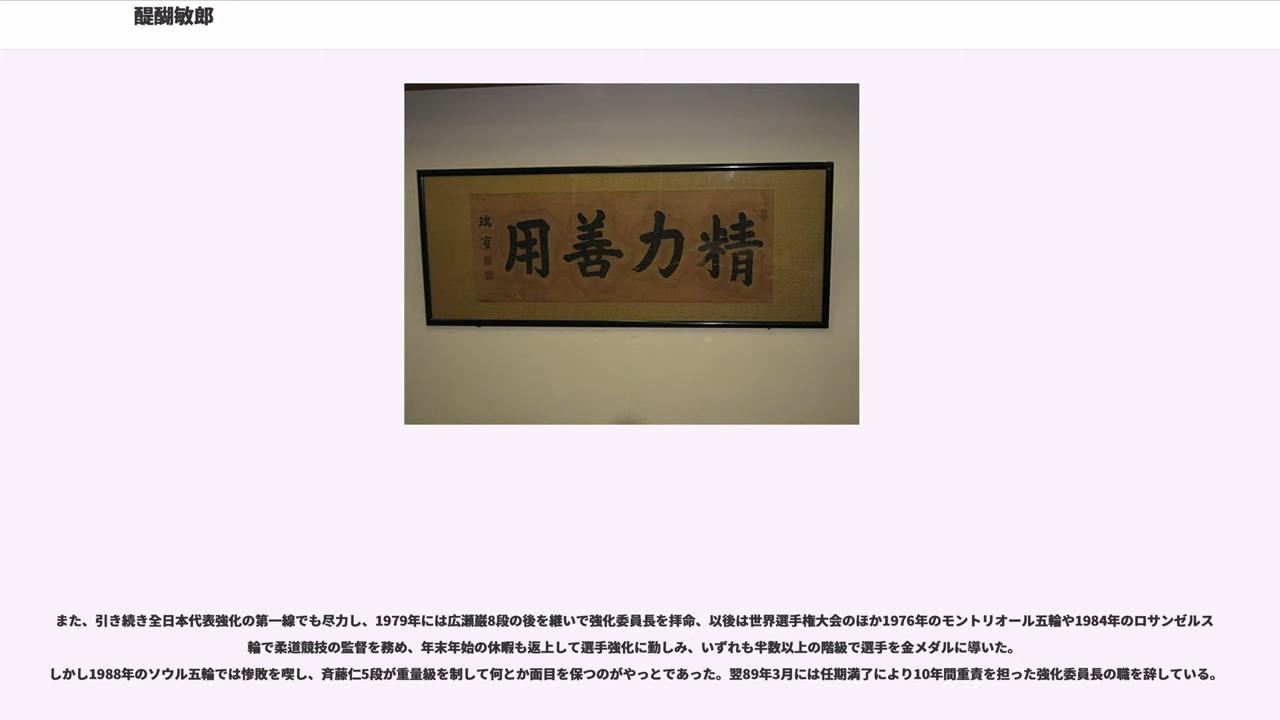 醍醐敏郎
精力善用
また、引き続き全日本代表強化の第一線でも尽力し、1979年には広瀬巌8段の後を継いで強化委員長を拝命、以後は世界選手権大会のほか1976年のモントリオール五輪や1984年のロサンゼルス
輪で柔道競技の監督を務め、年末年始の休暇も返上して選手強化に勤しみ、いずれも半数以上の階級で選手を金メダルに導いた。
しかし1988年のソウル五輪では惨敗を喫し、斉藤仁5段が重量級を制して何とか面目を保つのがやっとであった。翌89年3月には任期満了により10年間重責を担った強化委員長の職を辞している。